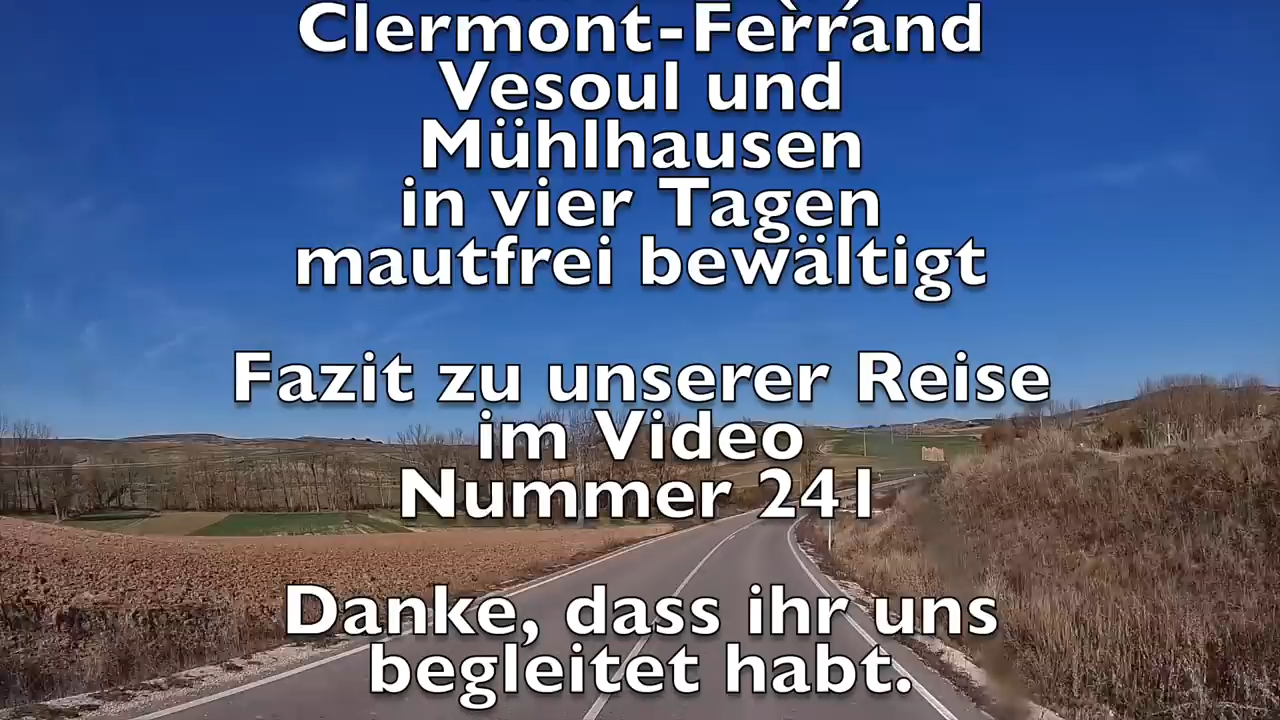 Clermont-Ferrand
Vesoul und
Mühlhausen
in vier Tagen
mautfrei bewältigt
Fazit zu unserer Reise
im Video
Nummer 241
Danke, dass ihr uns
begleitet habt.